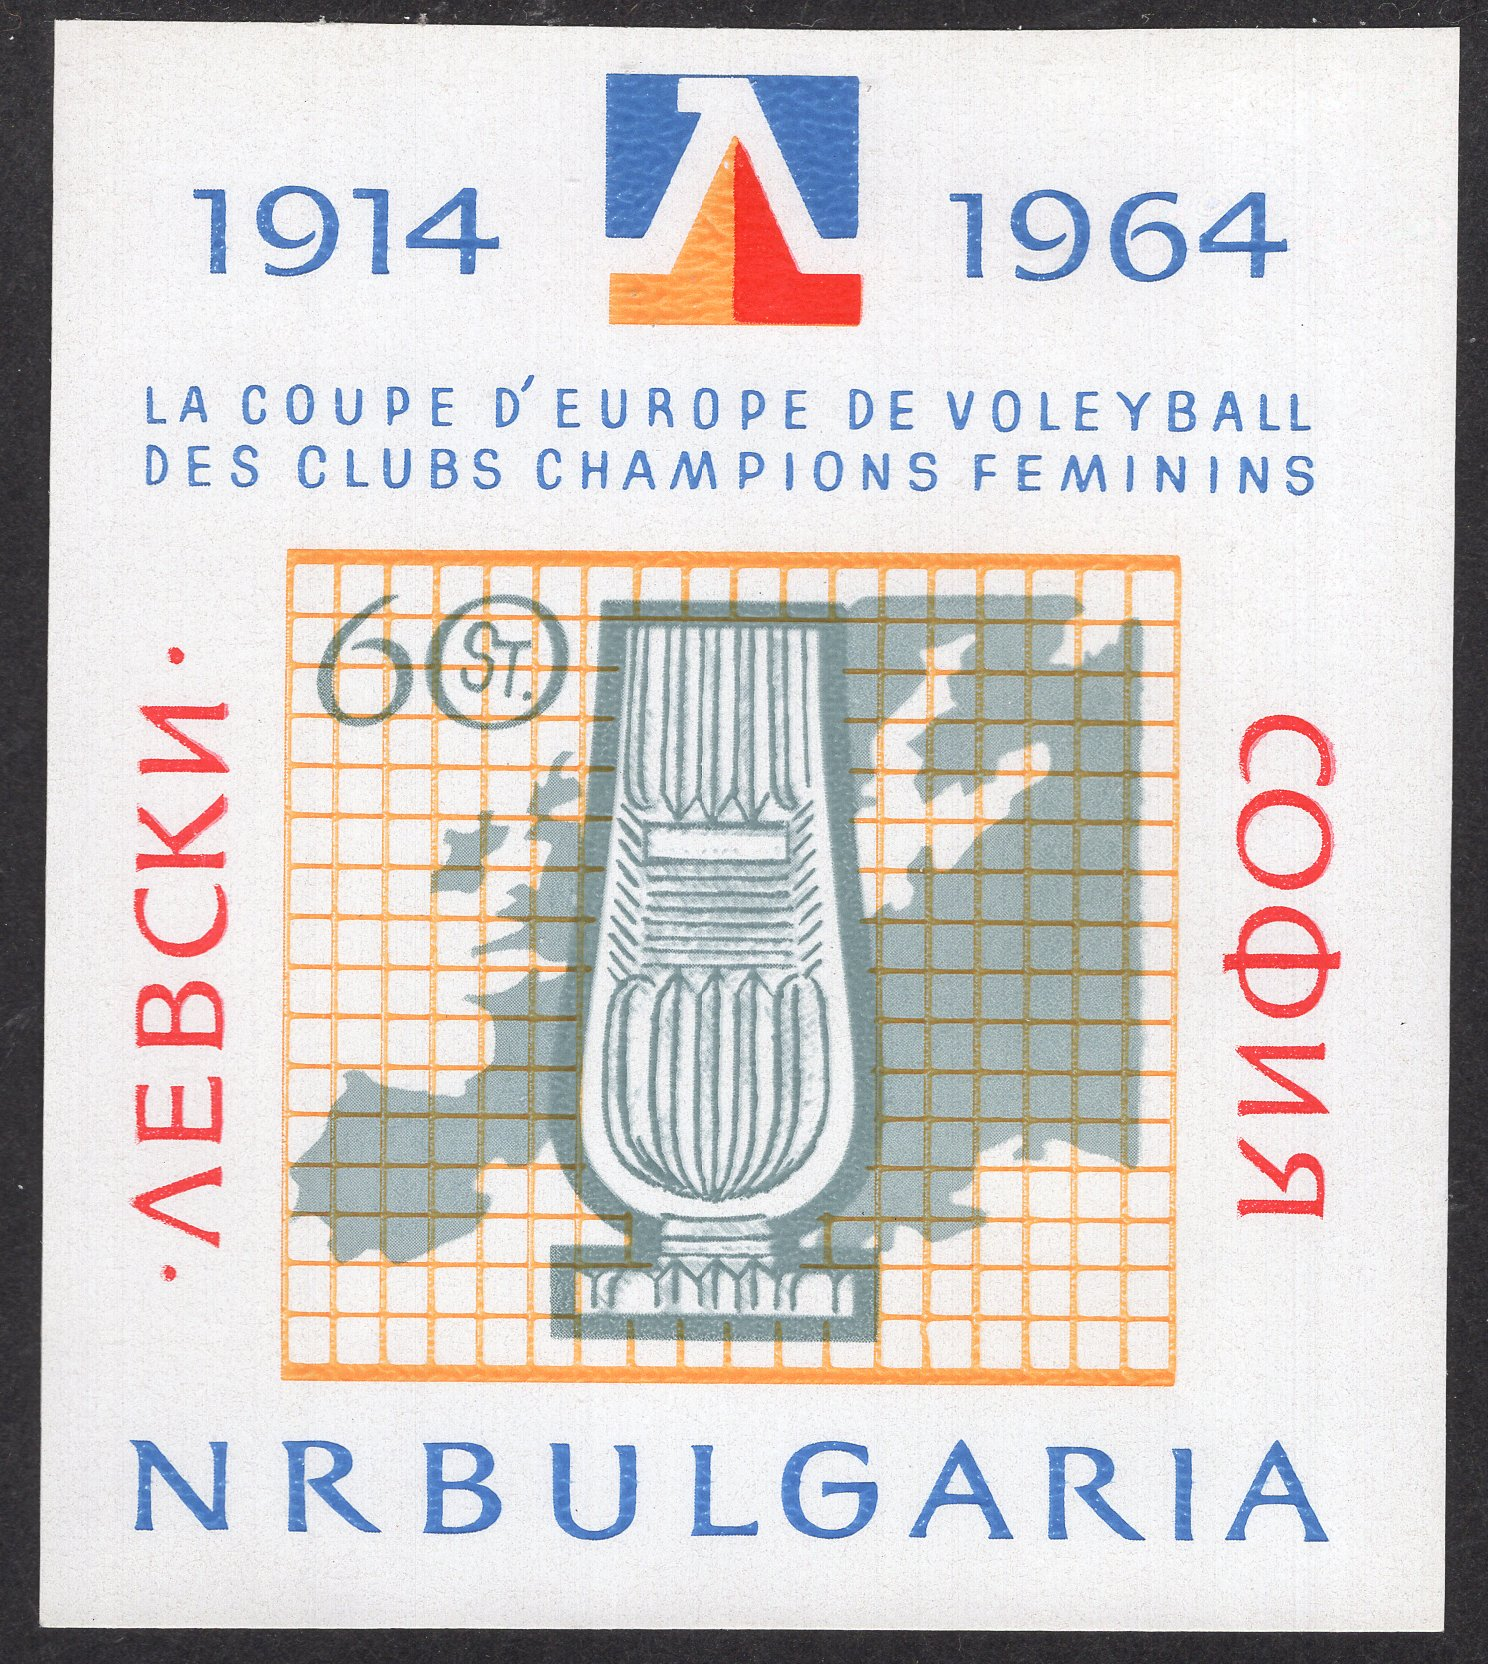 1914 Л 1964
LA COUPE D'EUROPE DE VOLEYBALL
DES CLUBS CHAMPIONS FEMININS
60 ST.
· ЛЕВСКИ ·
СОФИЯ
NRBULGARIA